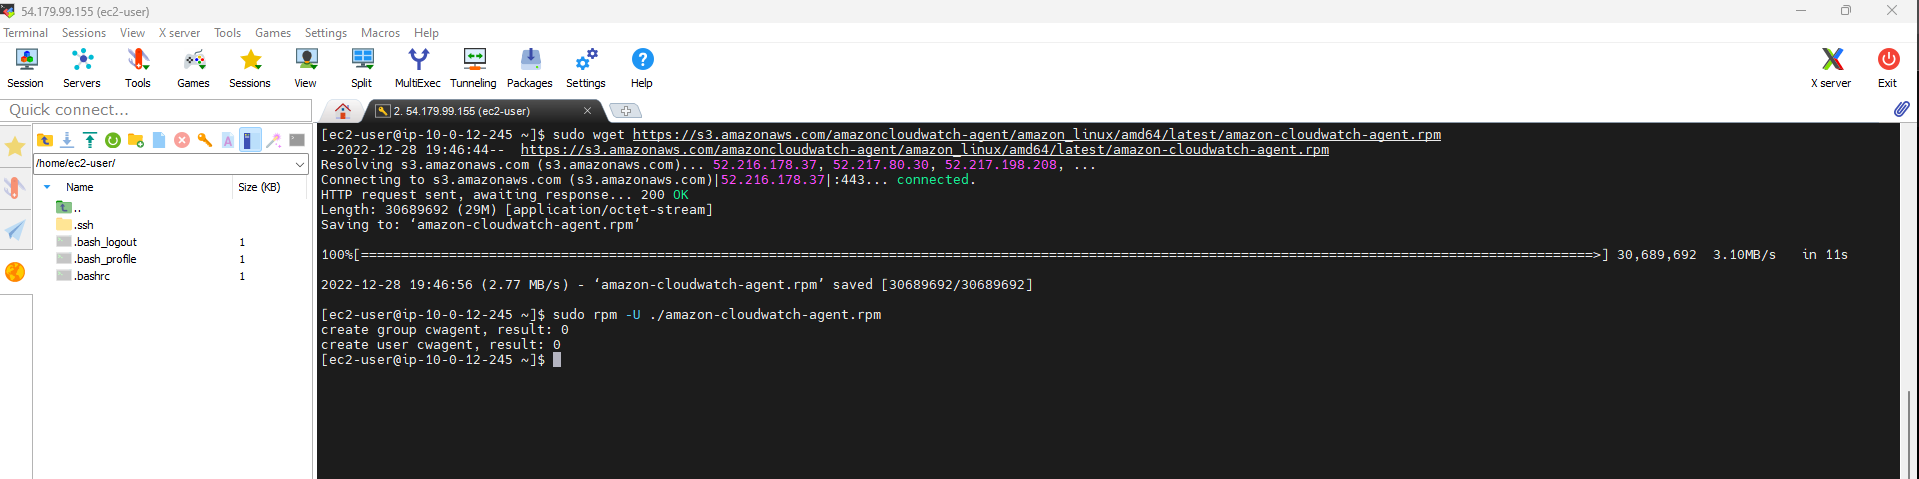 54.179.99.155 (ec2-user)
Terminal Sessions View X server Tools Games Settings Macros Help
Session Servers Tools Games Sessions View Split MultiExec Tunneling Packages Settings Help X server Exit
Quick connect...
2. 54.179.99.155 (ec2-user)
/home/ec2-user/
Name Size (KB)
..
.ssh
.bash_logout 1
.bash_profile 1
.bashrc 1
[ec2-user@ip-10-0-12-245 ~]$ sudo wget https://s3.amazonaws.com/amazoncloudwatch-agent/amazon_linux/amd64/latest/amazon-cloudwatch-agent.rpm
--2022-12-28 19:46:44-- https://s3.amazonaws.com/amazoncloudwatch-agent/amazon_linux/amd64/latest/amazon-cloudwatch-agent.rpm
Resolving s3.amazonaws.com (s3.amazonaws.com)... 52.216.178.37, 52.217.80.30, 52.217.198.208, ...
Connecting to s3.amazonaws.com (s3.amazonaws.com)|52.216.178.37|:443... connected.
HTTP request sent, awaiting response... 200 OK
Length: 30689692 (29M) [application/octet-stream]
Saving to: ‘amazon-cloudwatch-agent.rpm’
100%[==========================================================================================================================================================>] 30,689,692 3.10MB/s in 11s
2022-12-28 19:46:56 (2.77 MB/s) - ‘amazon-cloudwatch-agent.rpm’ saved [30689692/30689692]
[ec2-user@ip-10-0-12-245 ~]$ sudo rpm -U ./amazon-cloudwatch-agent.rpm
create group cwagent, result: 0
create user cwagent, result: 0
[ec2-user@ip-10-0-12-245 ~]$